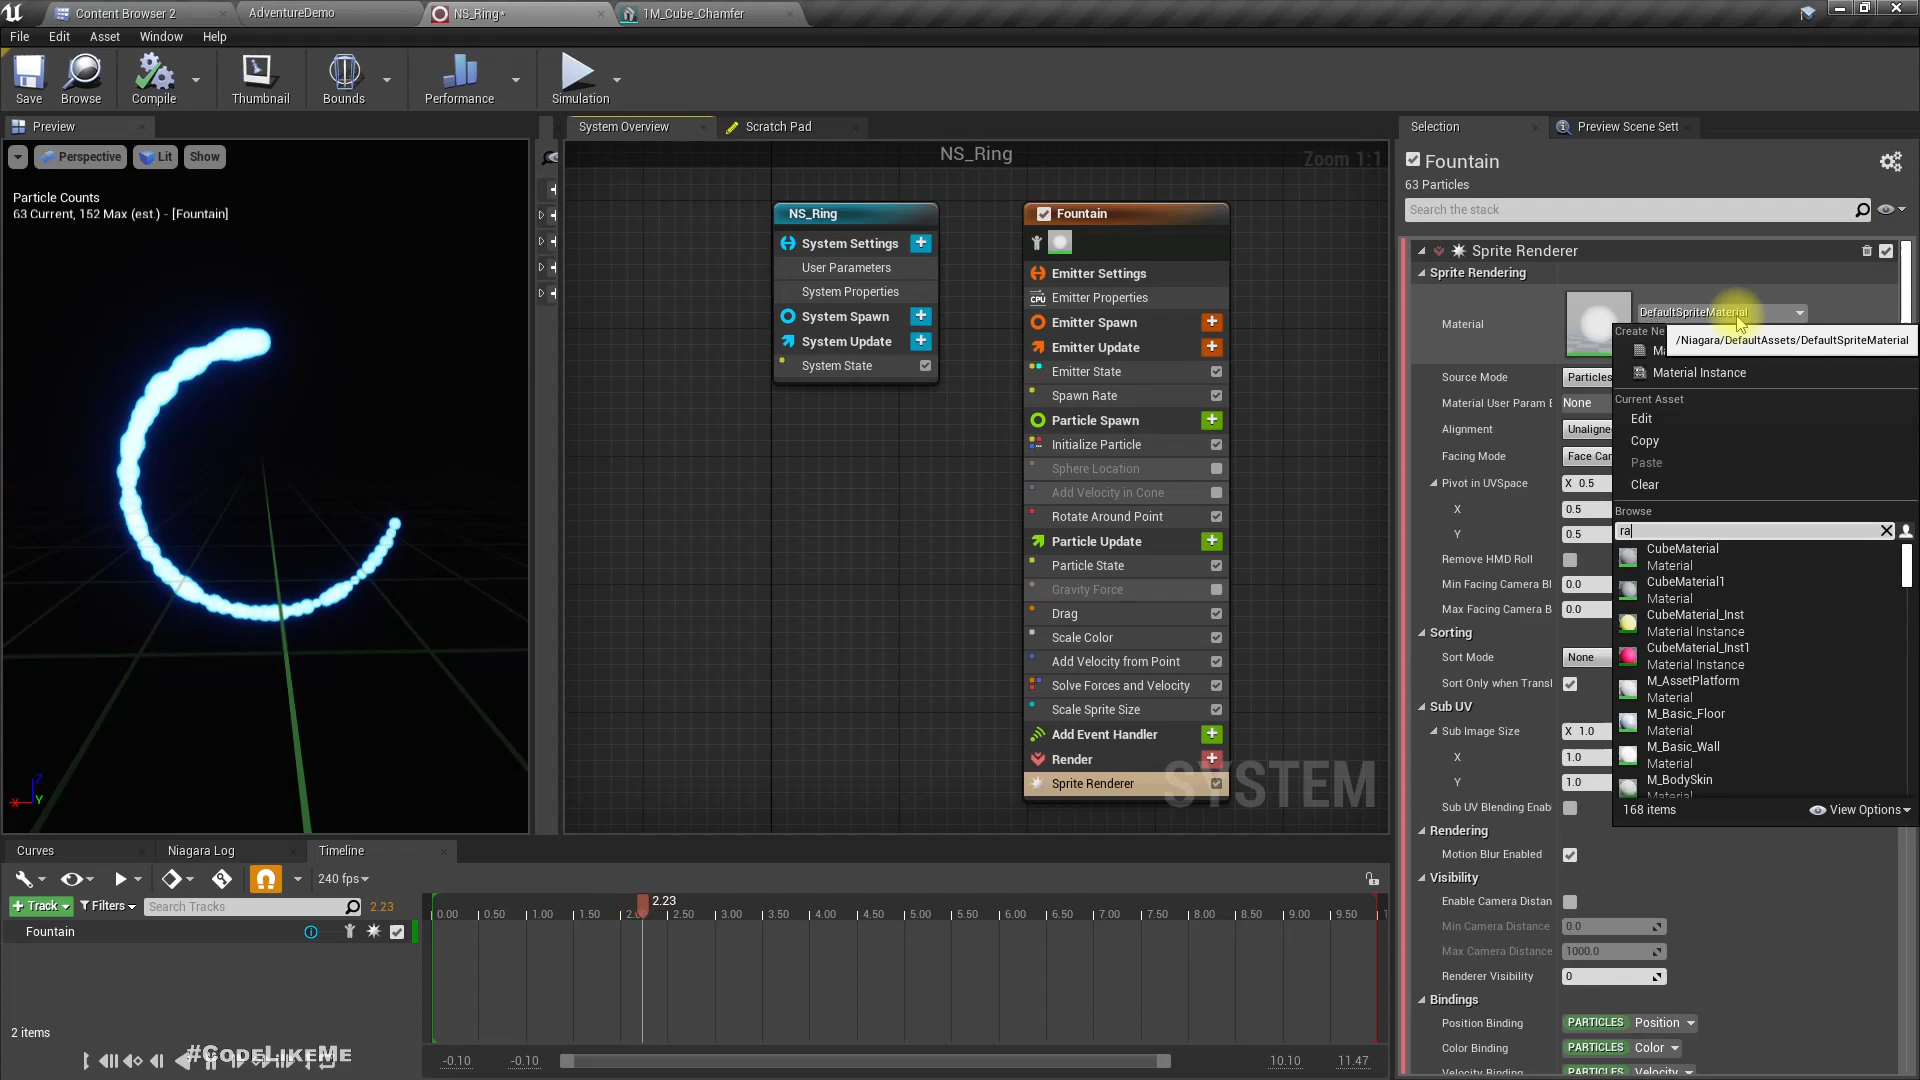 Content Browser 2
AdventureDemo
NS_Ring*
1M_Cube_Chamfer
File Edit Asset Window Help
Save
Browse
Compile
Thumbnail
Bounds
Performance
Simulation
Preview
Perspective
Lit
Show
Particle Counts
63 Current, 152 Max (est.) - [Fountain]
System Overview
Scratch Pad
NS_Ring
Zoom 1:1
NS_Ring
System Settings
User Parameters
System Properties
System Spawn
System Update
System State
Fountain
Emitter Settings
CPU Emitter Properties
Emitter Spawn
Emitter Update
Emitter State
Spawn Rate
Particle Spawn
Initialize Particle
Sphere Location
Add Velocity in Cone
Rotate Around Point
Particle Update
Particle State
Gravity Force
Drag
Scale Color
Add Velocity from Point
Solve Forces and Velocity
Scale Sprite Size
Add Event Handler
Render
Sprite Renderer
SYSTEM
Selection
Preview Scene Sett
Fountain
63 Particles
Search the stack
Sprite Renderer
Sprite Rendering
Material
DefaultSpriteMaterial
Create Ne
/Niagara/DefaultAssets/DefaultSpriteMaterial
Ma
Material Instance
Current Asset
Edit
Copy
Paste
Clear
Browse
ra
CubeMaterial
Material
CubeMaterial1
Material
CubeMaterial_Inst
Material Instance
CubeMaterial_Inst1
Material Instance
M_AssetPlatform
Material
M_Basic_Floor
Material
M_Basic_Wall
Material
M_BodySkin
Material
168 items
View Options
Source Mode Particles
Material User Param B None
Alignment Unaligne
Facing Mode Face Can
Pivot in UVSpace X 0.5
X 0.5
Y 0.5
Remove HMD Roll
Min Facing Camera Bl 0.0
Max Facing Camera B 0.0
Sorting
Sort Mode None
Sort Only when Transl
Sub UV
Sub Image Size X 1.0
X 1.0
Y 1.0
Sub UV Blending Enabl
Rendering
Motion Blur Enabled
Visibility
Enable Camera Distan
Min Camera Distance 0.0
Max Camera Distance 1000.0
Renderer Visibility 0
Bindings
Position Binding PARTICLES Position
Color Binding PARTICLES Color
Velocity Binding PARTICLES Velocity
Curves
Niagara Log
Timeline
240 fps
+ Track
Filters
Search Tracks
2.23
Fountain
2 items
#CodeLikeMe
2.23
0.00 0.50 1.00 1.50 2.00 2.50 3.00 3.50 4.00 4.50 5.00 5.50 6.00 6.50 7.00 7.50 8.00 8.50 9.00 9.50
-0.10 -0.10 10.10 11.47
X Z Y